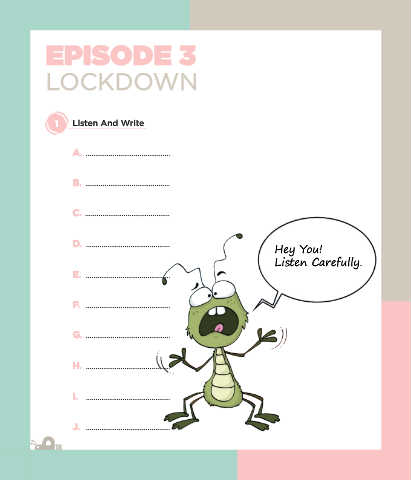 EPISODE 3
LOCKDOWN
1 Listen And Write
A.
B.
C.
D.
E.
F.
G.
H.
I.
J.
Hey You!
Listen Carefully.